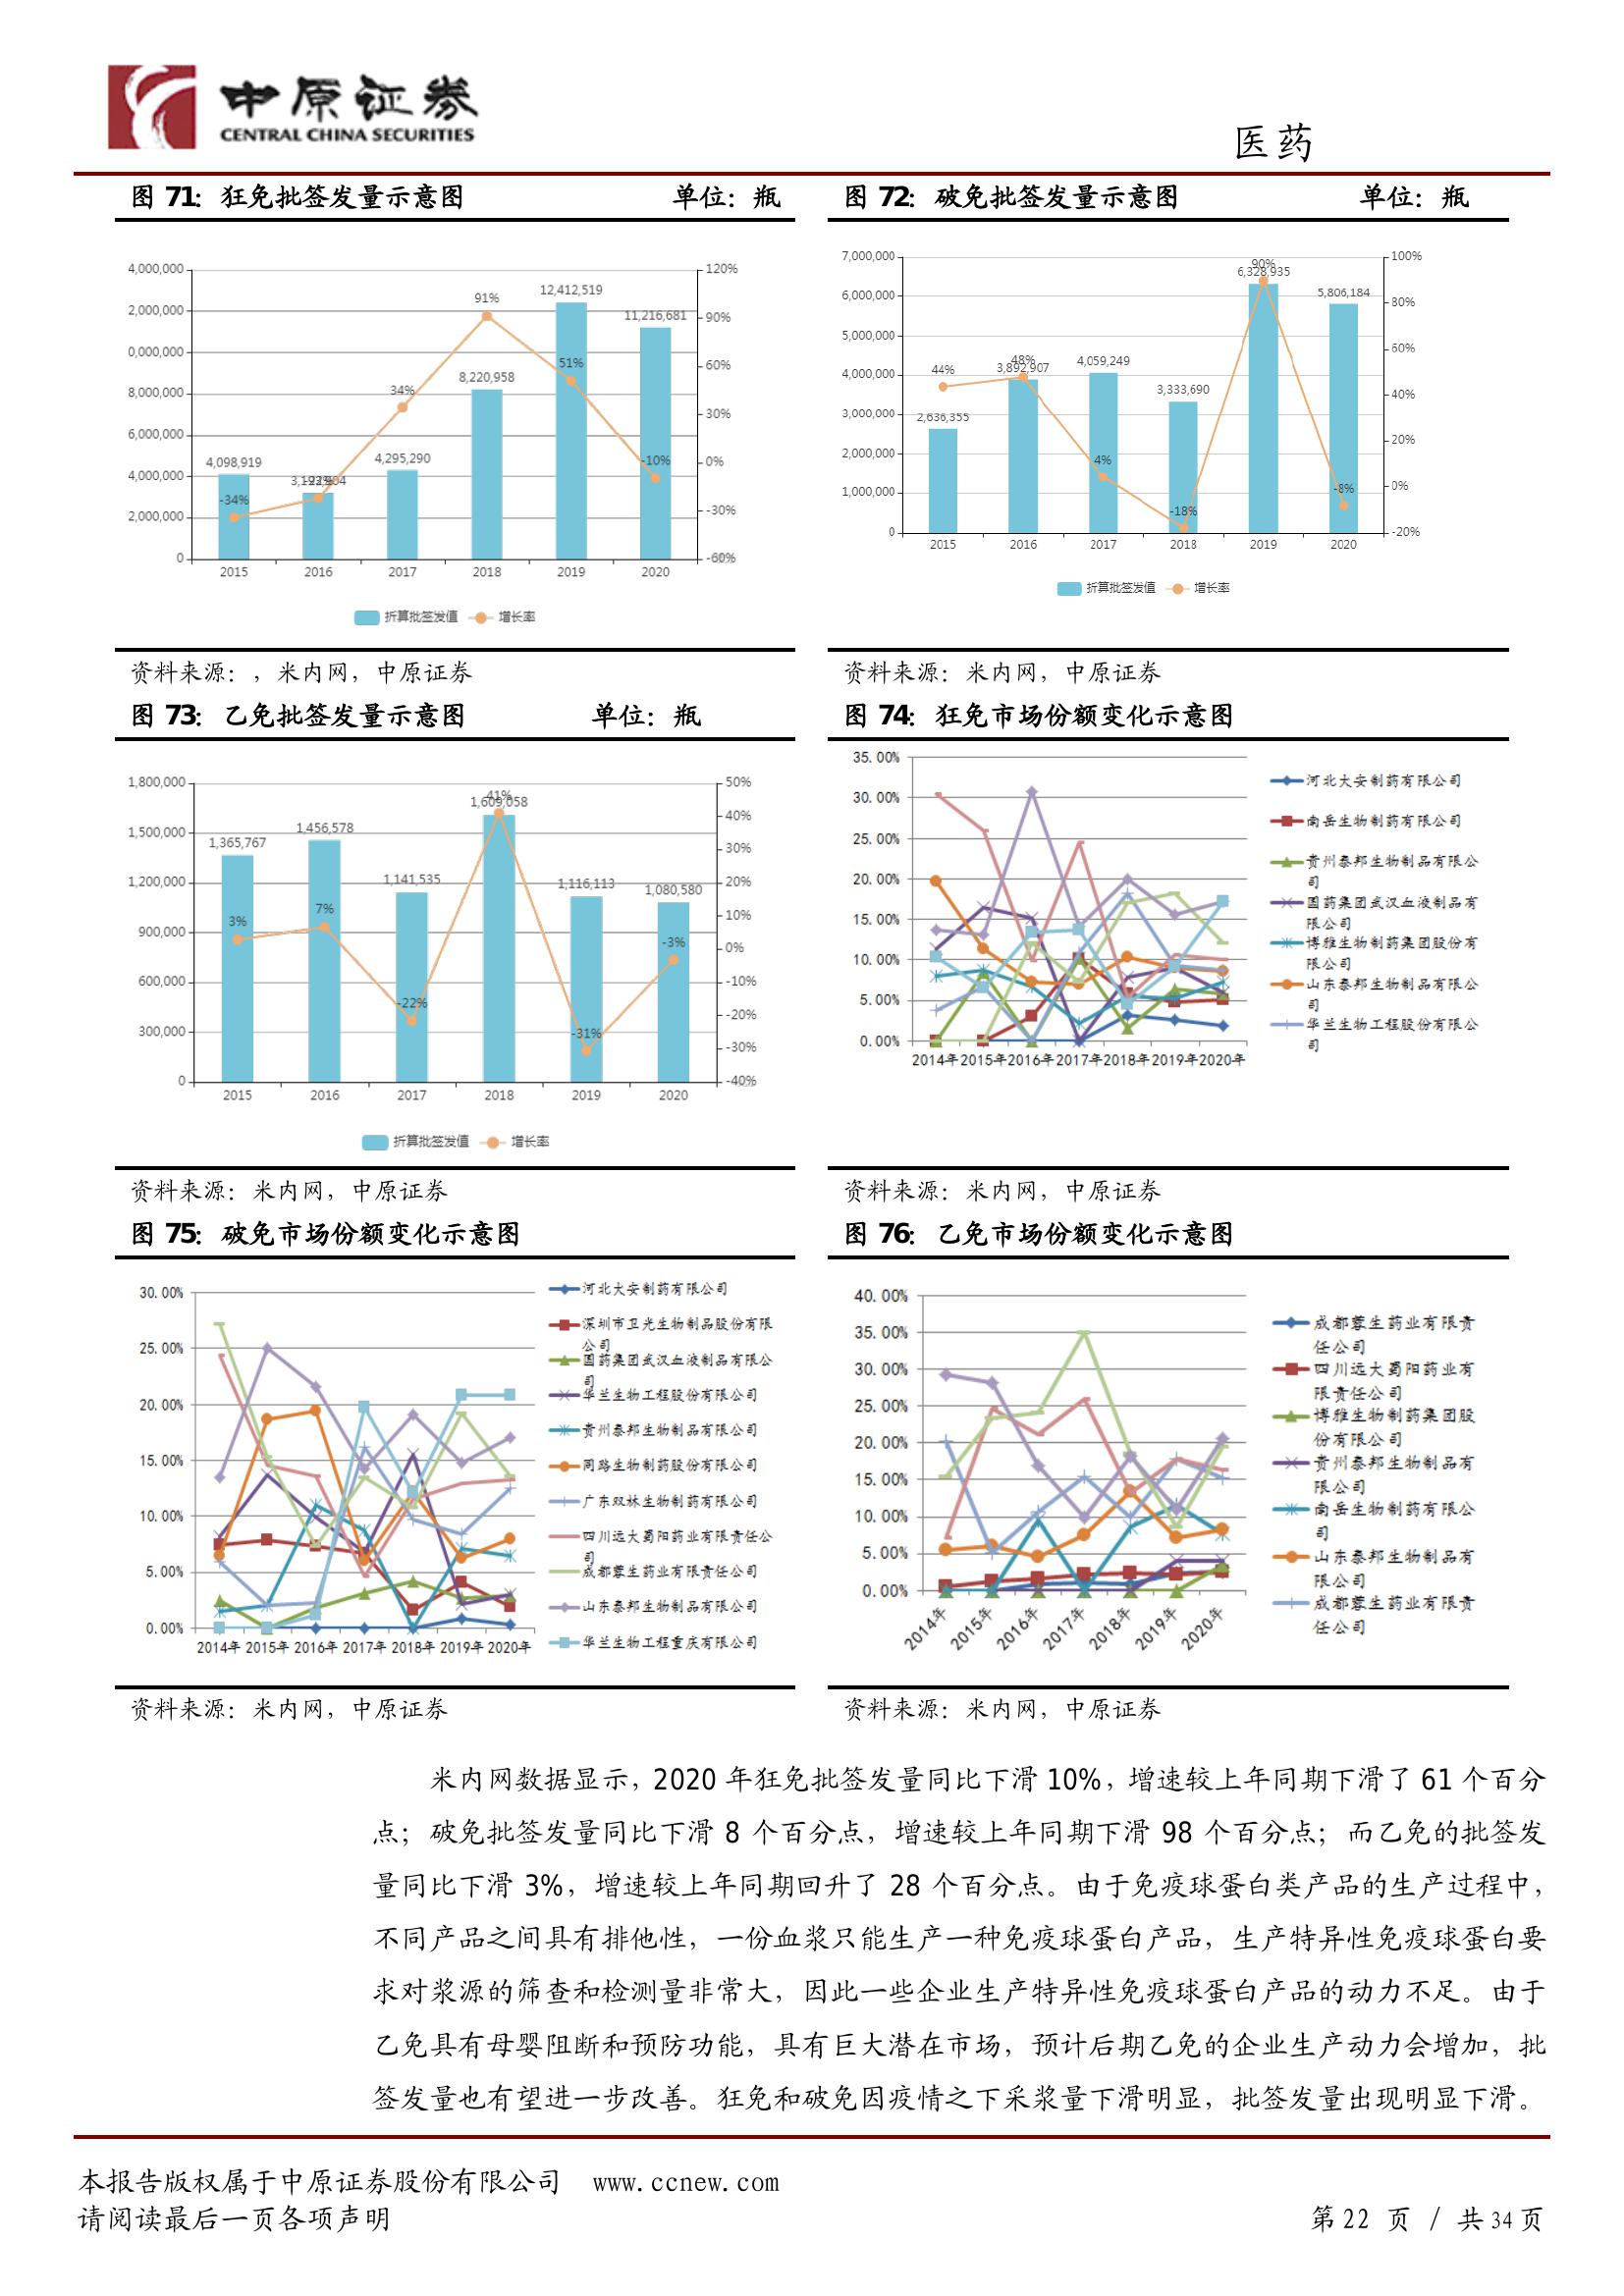 中原证券
CENTRAL CHINA SECURITIES
医药
图 71: 狂免批签发量示意图 单位：瓶
4,000,000
2,000,000
0,000,000
8,000,000
6,000,000
4,000,000
2,000,000
0
120%
90%
60%
30%
0%
-30%
-60%
4,098,919
4,295,290
8,220,958
12,412,519
11,216,681
-34%
34%
91%
51%
-10%
2015 2016 2017 2018 2019 2020
折算批签发值 增长率
资料来源：，米内网，中原证券
图 72: 破免批签发量示意图 单位：瓶
7,000,000
6,000,000
5,000,000
4,000,000
3,000,000
2,000,000
1,000,000
0
100%
80%
60%
40%
20%
0%
-20%
2,636,355
3,892,907
4,059,249
3,333,690
6,328,935
5,806,184
44%
48%
4%
-18%
90%
-8%
2015 2016 2017 2018 2019 2020
折算批签发值 增长率
资料来源：米内网，中原证券
图 73: 乙免批签发量示意图 单位：瓶
1,800,000
1,500,000
1,200,000
900,000
600,000
300,000
0
50%
40%
30%
20%
10%
0%
-10%
-20%
-30%
-40%
1,365,767
1,456,578
1,141,535
1,609,058
1,116,113
1,080,580
3%
7%
-22%
41%
-31%
-3%
2015 2016 2017 2018 2019 2020
折算批签发值 增长率
资料来源：米内网，中原证券
图 74: 狂免市场份额变化示意图
35.00%
30.00%
25.00%
20.00%
15.00%
10.00%
5.00%
0.00%
2014年 2015年 2016年 2017年 2018年 2019年 2020年
河北大安制药有限公司
南岳生物制药有限公司
贵州泰邦生物制品有限公
司
国药集团武汉血液制品有
限公司
博雅生物制药集团股份有
限公司
山东泰邦生物制品有限公
司
华兰生物工程股份有限公
司
资料来源：米内网，中原证券
图 75: 破免市场份额变化示意图
30.00%
25.00%
20.00%
15.00%
10.00%
5.00%
0.00%
2014年 2015年 2016年 2017年 2018年 2019年 2020年
河北大安制药有限公司
深圳市卫光生物制品股份有限
公司
国药集团武汉血液制品有限公
司
华兰生物工程股份有限公司
贵州泰邦生物制品有限公司
同路生物制药股份有限公司
广东双林生物制药有限公司
四川远大蜀阳药业有限责任公
司
成都蓉生药业有限责任公司
山东泰邦生物制品有限公司
华兰生物工程重庆有限公司
资料来源：米内网，中原证券
图 76: 乙免市场份额变化示意图
40.00%
35.00%
30.00%
25.00%
20.00%
15.00%
10.00%
5.00%
0.00%
2014年 2015年 2016年 2017年 2018年 2019年 2020年
成都蓉生药业有限责
任公司
四川远大蜀阳药业有
限责任公司
博雅生物制药集团股
份有限公司
贵州泰邦生物制品有
限公司
南岳生物制药有限公
司
山东泰邦生物制品有
限公司
成都蓉生药业有限责
任公司
资料来源：米内网，中原证券
米内网数据显示，2020 年狂免批签发量同比下滑 10%，增速较上年同期下滑了 61 个百分
点；破免批签发量同比下滑 8 个百分点，增速较上年同期下滑 98 个百分点；而乙免的批签发
量同比下滑 3%，增速较上年同期回升了 28 个百分点。由于免疫球蛋白类产品的生产过程中，
不同产品之间具有排他性，一份血浆只能生产一种免疫球蛋白产品，生产特异性免疫球蛋白要
求对浆源的筛查和检测量非常大，因此一些企业生产特异性免疫球蛋白产品的动力不足。由于
乙免具有母婴阻断和预防功能，具有巨大潜在市场，预计后期乙免的企业生产动力会增加，批
签发量也有望进一步改善。狂免和破免因疫情之下采浆量下滑明显，批签发量出现明显下滑。
本报告版权属于中原证券股份有限公司 www.ccnew.com
请阅读最后一页各项声明
第 22 页 / 共 34 页